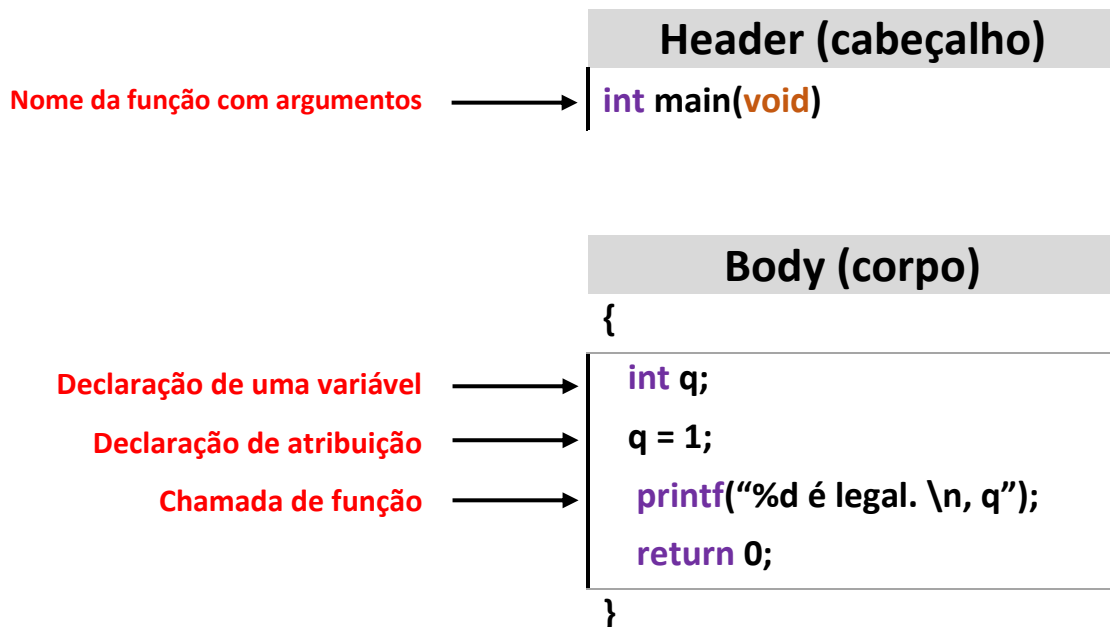 Header (cabeçalho)
Nome da função com argumentos
int main(void)
Body (corpo)
{
Declaração de uma variável
int q;
Declaração de atribuição
q = 1;
Chamada de função
printf(“%d é legal. \n, q”);
return 0;
}